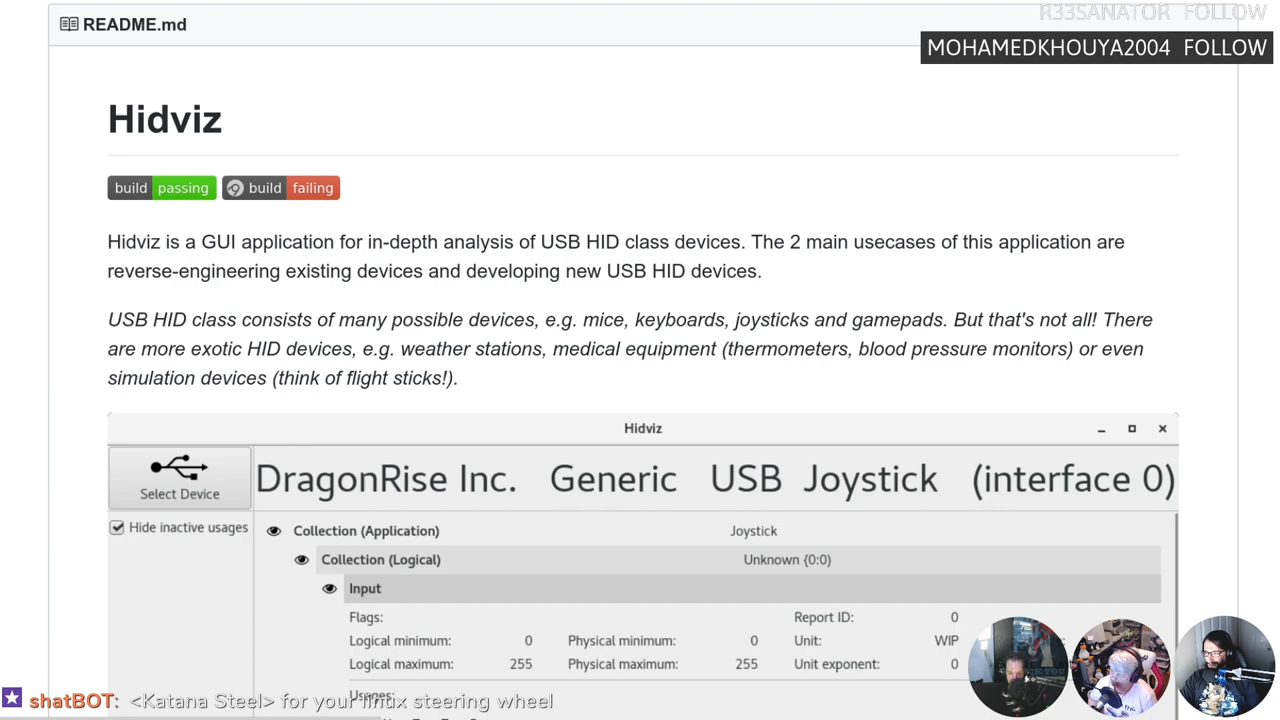 R33SANATOR FOLLOW
README.md
MOHAMEDKHOUYA2004 FOLLOW
Hidviz
build passing build failing
Hidviz is a GUI application for in-depth analysis of USB HID class devices. The 2 main usecases of this application are
reverse-engineering existing devices and developing new USB HID devices.
USB HID class consists of many possible devices, e.g. mice, keyboards, joysticks and gamepads. But that's not all! There
are more exotic HID devices, e.g. weather stations, medical equipment (thermometers, blood pressure monitors) or even
simulation devices (think of flight sticks!).
Hidviz
Select Device
DragonRise Inc. Generic USB Joystick (interface 0)
Hide inactive usages
Collection (Application) Joystick
Collection (Logical) Unknown {0:0}
Input
Flags: Report ID: 0
Logical minimum: 0 Physical minimum: 0 Unit: WIP
Logical maximum: 255 Physical maximum: 255 Unit exponent: 0
Usages:
shatBOT: <Katana Steel> for your linux steering wheel